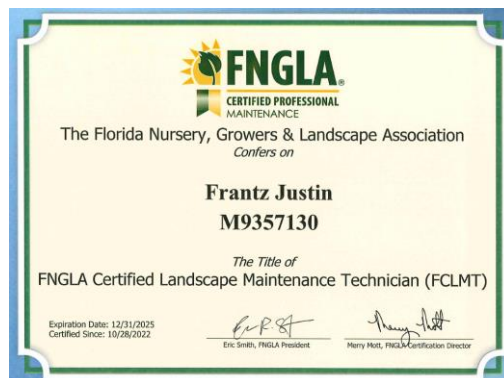 FNGLA®
CERTIFIED PROFESSIONAL
MAINTENANCE
The Florida Nursery, Growers & Landscape Association
Confers on
Frantz Justin
M9357130
The Title of
FNGLA Certified Landscape Maintenance Technician (FCLMT)
Expiration Date: 12/31/2025
Certified Since: 10/28/2022
Eric Smith, FNGLA President
Merry Mott, FNGLA Certification Director